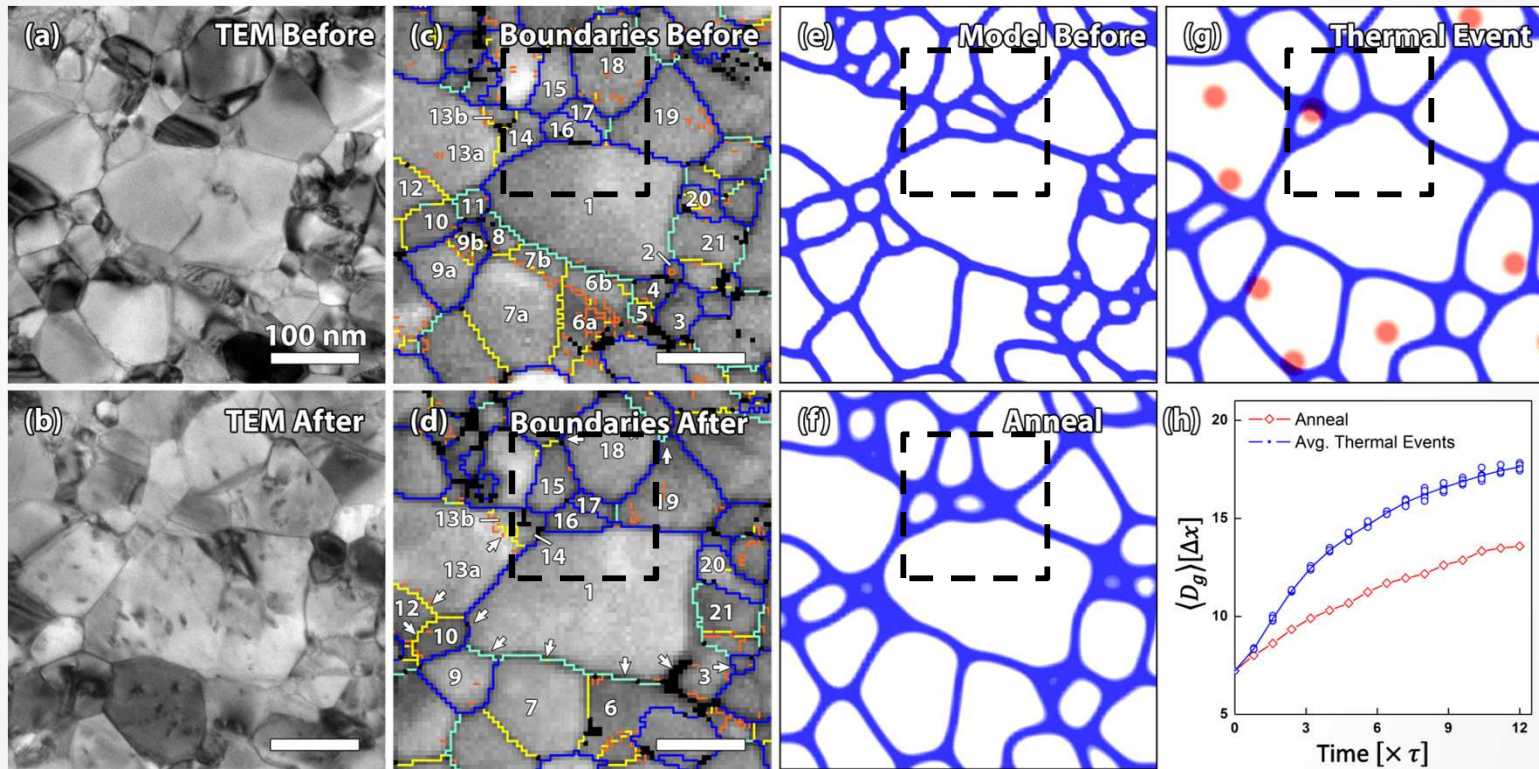 (a) TEM Before
100 nm
(b) TEM After
(c) Boundaries Before
18
15
17
19
13b
16
14
13a
12
1
11
20
10
8
9b
21
2
7b
9a
6b
4
7a
5
3
6a
(d) Boundaries After
18
15
17
19
13b
16
14
13a
20
1
12
21
10
9
3
7
6
(e) Model Before
(f) Anneal
(g) Thermal Event
(h)
20
Anneal
Avg. Thermal Events
15
⟨D_g⟩ [Δx]
10
5
0 3 6 9 12
Time [× τ]